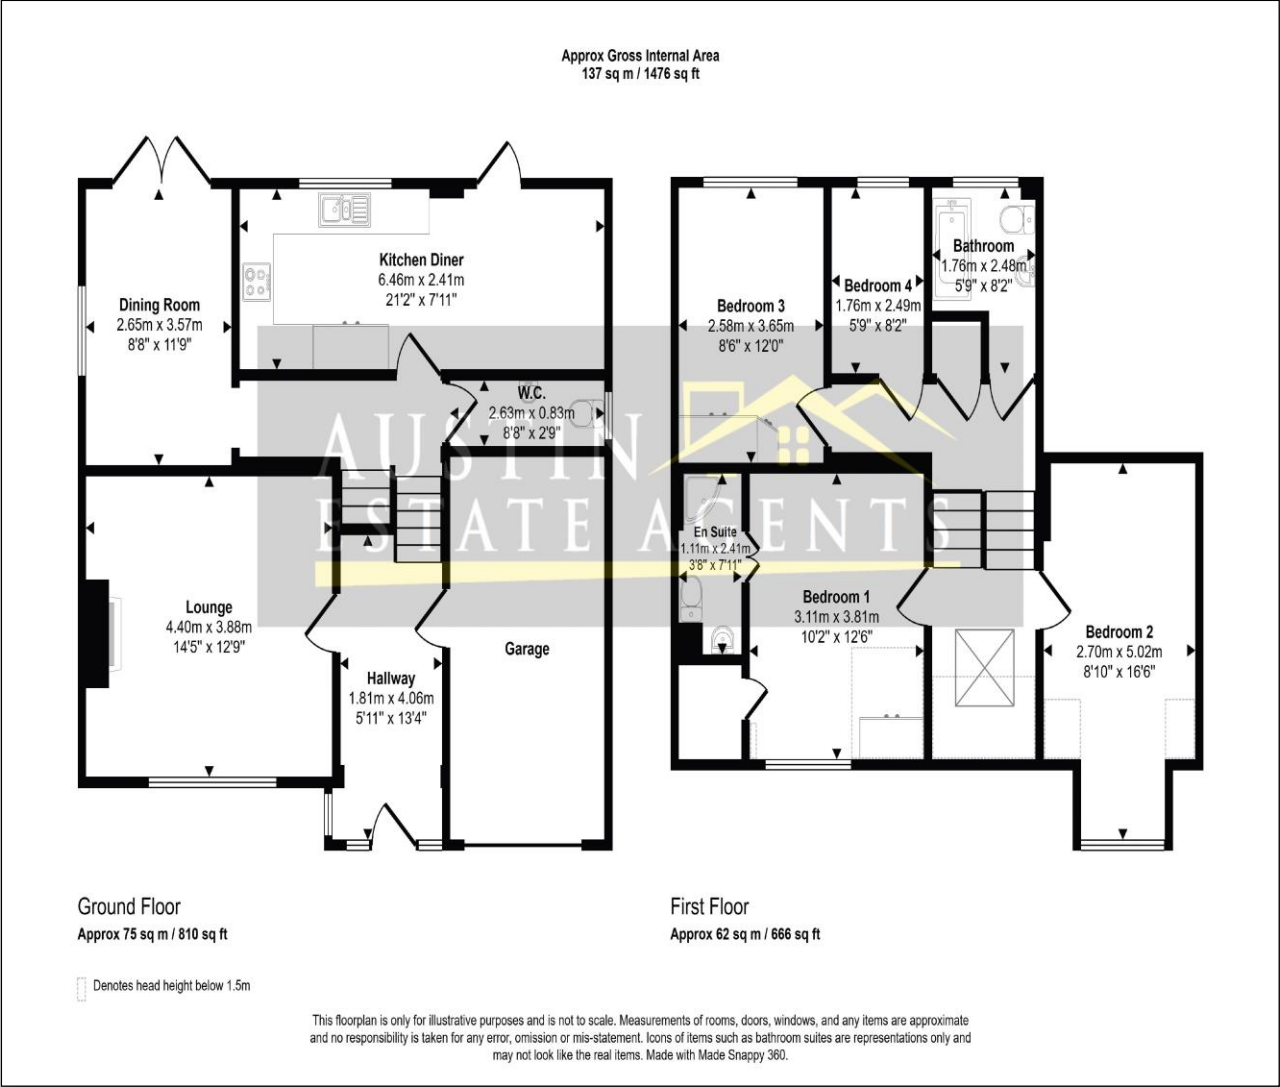 Approx Gross Internal Area
137 sq m / 1476 sq ft
Kitchen Diner
6.46m x 2.41m
21'2" x 7'11"
Dining Room
2.65m x 3.57m
8'8" x 11'9"
W.C.
2.63m x 0.83m
8'8" x 2'9"
Lounge
4.40m x 3.88m
14'5" x 12'9"
Hallway
1.81m x 4.06m
5'11" x 13'4"
Garage
Bedroom 3
2.58m x 3.65m
8'6" x 12'0"
Bedroom 4
1.76m x 2.49m
5'9" x 8'2"
Bathroom
1.76m x 2.48m
5'9" x 8'2"
En Suite
1.11m x 2.41m
3'8" x 7'11"
Bedroom 1
3.11m x 3.81m
10'2" x 12'6"
Bedroom 2
2.70m x 5.02m
8'10" x 16'6"
AUSTIN
ESTATE AGENTS
Ground Floor
Approx 75 sq m / 810 sq ft
First Floor
Approx 62 sq m / 666 sq ft
Denotes head height below 1.5m
This floorplan is only for illustrative purposes and is not to scale. Measurements of rooms, doors, windows, and any items are approximate
and no responsibility is taken for any error, omission or mis-statement. Icons of items such as bathroom suites are representations only and
may not look like the real items. Made with Made Snappy 360.